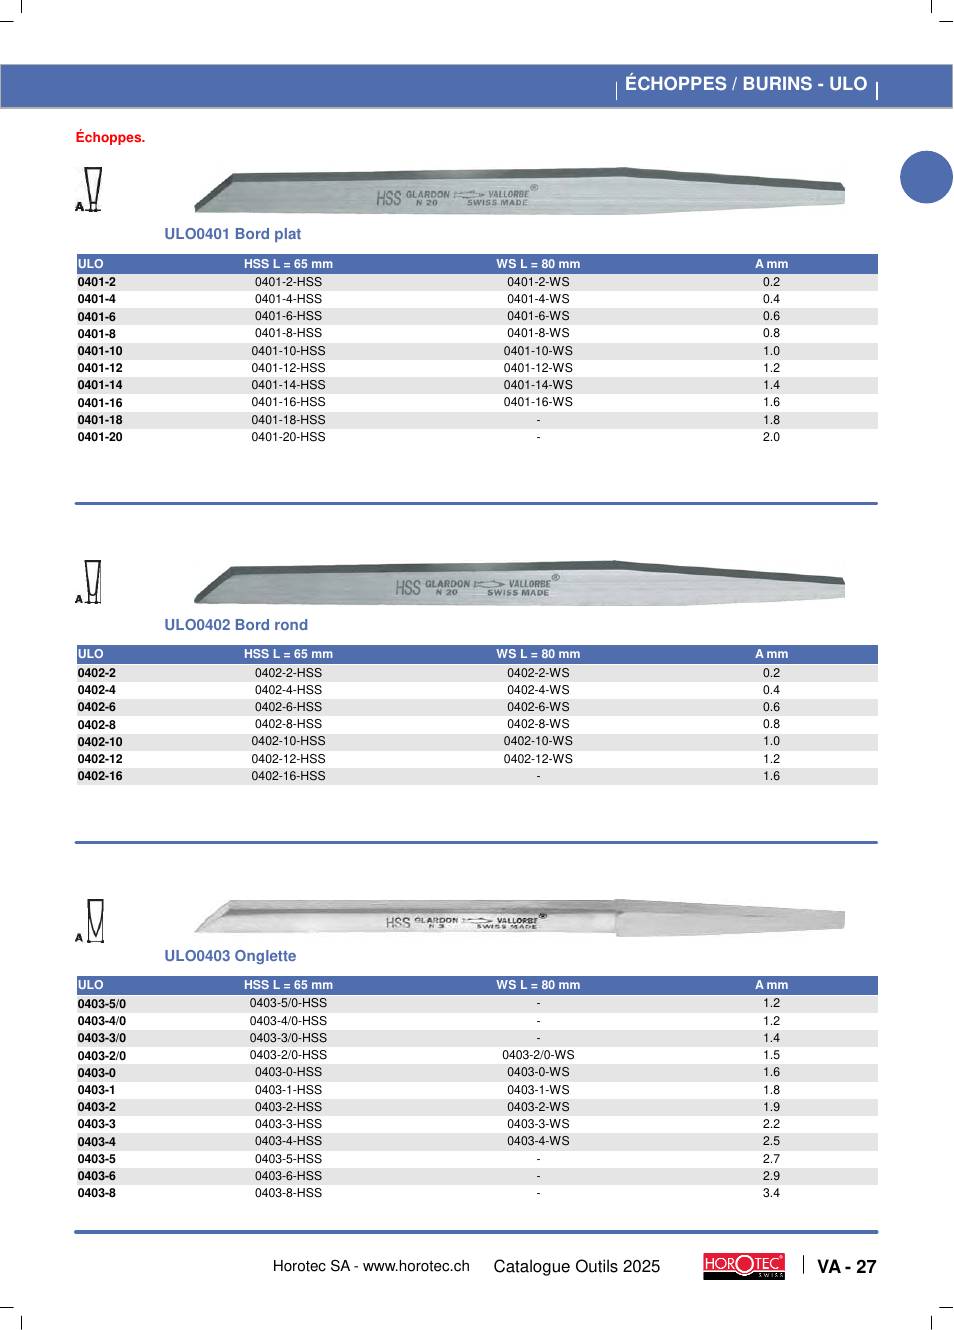 ÉCHOPPES / BURINS - ULO
Échoppes.
A
HSS GLARDON VALLORBE®
N 20 SWISS MADE
ULO0401 Bord plat
ULO HSS L = 65 mm WS L = 80 mm A mm
0401-2 0401-2-HSS 0401-2-WS 0.2
0401-4 0401-4-HSS 0401-4-WS 0.4
0401-6 0401-6-HSS 0401-6-WS 0.6
0401-8 0401-8-HSS 0401-8-WS 0.8
0401-10 0401-10-HSS 0401-10-WS 1.0
0401-12 0401-12-HSS 0401-12-WS 1.2
0401-14 0401-14-HSS 0401-14-WS 1.4
0401-16 0401-16-HSS 0401-16-WS 1.6
0401-18 0401-18-HSS - 1.8
0401-20 0401-20-HSS - 2.0
A
HSS GLARDON VALLORBE®
N 20 SWISS MADE
ULO0402 Bord rond
ULO HSS L = 65 mm WS L = 80 mm A mm
0402-2 0402-2-HSS 0402-2-WS 0.2
0402-4 0402-4-HSS 0402-4-WS 0.4
0402-6 0402-6-HSS 0402-6-WS 0.6
0402-8 0402-8-HSS 0402-8-WS 0.8
0402-10 0402-10-HSS 0402-10-WS 1.0
0402-12 0402-12-HSS 0402-12-WS 1.2
0402-16 0402-16-HSS - 1.6
A
HSS GLARDON VALLORBE®
N 3 SWISS MADE
ULO0403 Onglette
ULO HSS L = 65 mm WS L = 80 mm A mm
0403-5/0 0403-5/0-HSS - 1.2
0403-4/0 0403-4/0-HSS - 1.2
0403-3/0 0403-3/0-HSS - 1.4
0403-2/0 0403-2/0-HSS 0403-2/0-WS 1.5
0403-0 0403-0-HSS 0403-0-WS 1.6
0403-1 0403-1-HSS 0403-1-WS 1.8
0403-2 0403-2-HSS 0403-2-WS 1.9
0403-3 0403-3-HSS 0403-3-WS 2.2
0403-4 0403-4-HSS 0403-4-WS 2.5
0403-5 0403-5-HSS - 2.7
0403-6 0403-6-HSS - 2.9
0403-8 0403-8-HSS - 3.4
Horotec SA - www.horotec.ch Catalogue Outils 2025 HOROTEC® SWISS VA - 27